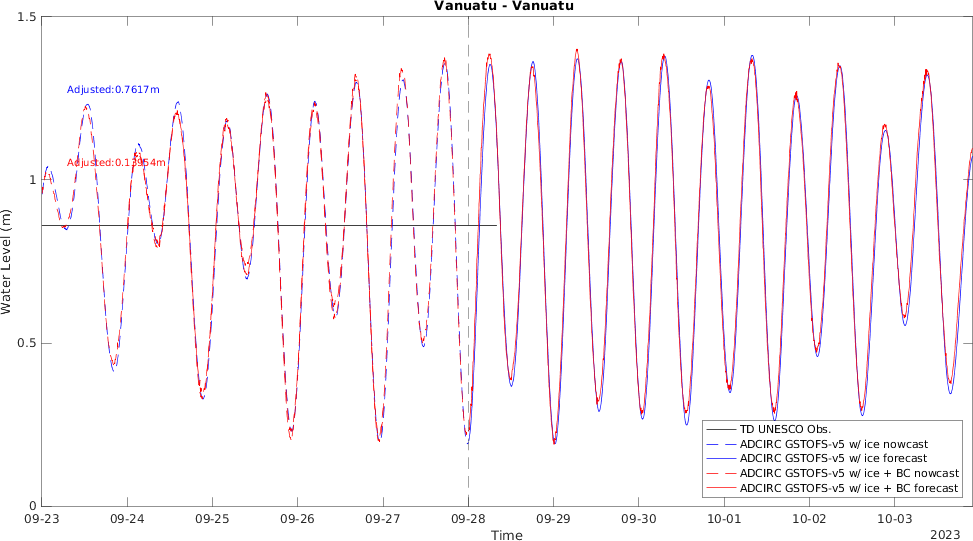 Vanuatu - Vanuatu
1.5
Adjusted:0.7617m
Adjusted:0.13954m
1
Water Level (m)
0.5
TD UNESCO Obs.
ADCIRC GSTOFS-v5 w/ ice nowcast
ADCIRC GSTOFS-v5 w/ ice forecast
ADCIRC GSTOFS-v5 w/ ice + BC nowcast
ADCIRC GSTOFS-v5 w/ ice + BC forecast
0
09-23 09-24 09-25 09-26 09-27 09-28 09-29 09-30 10-01 10-02 10-03
Time
2023